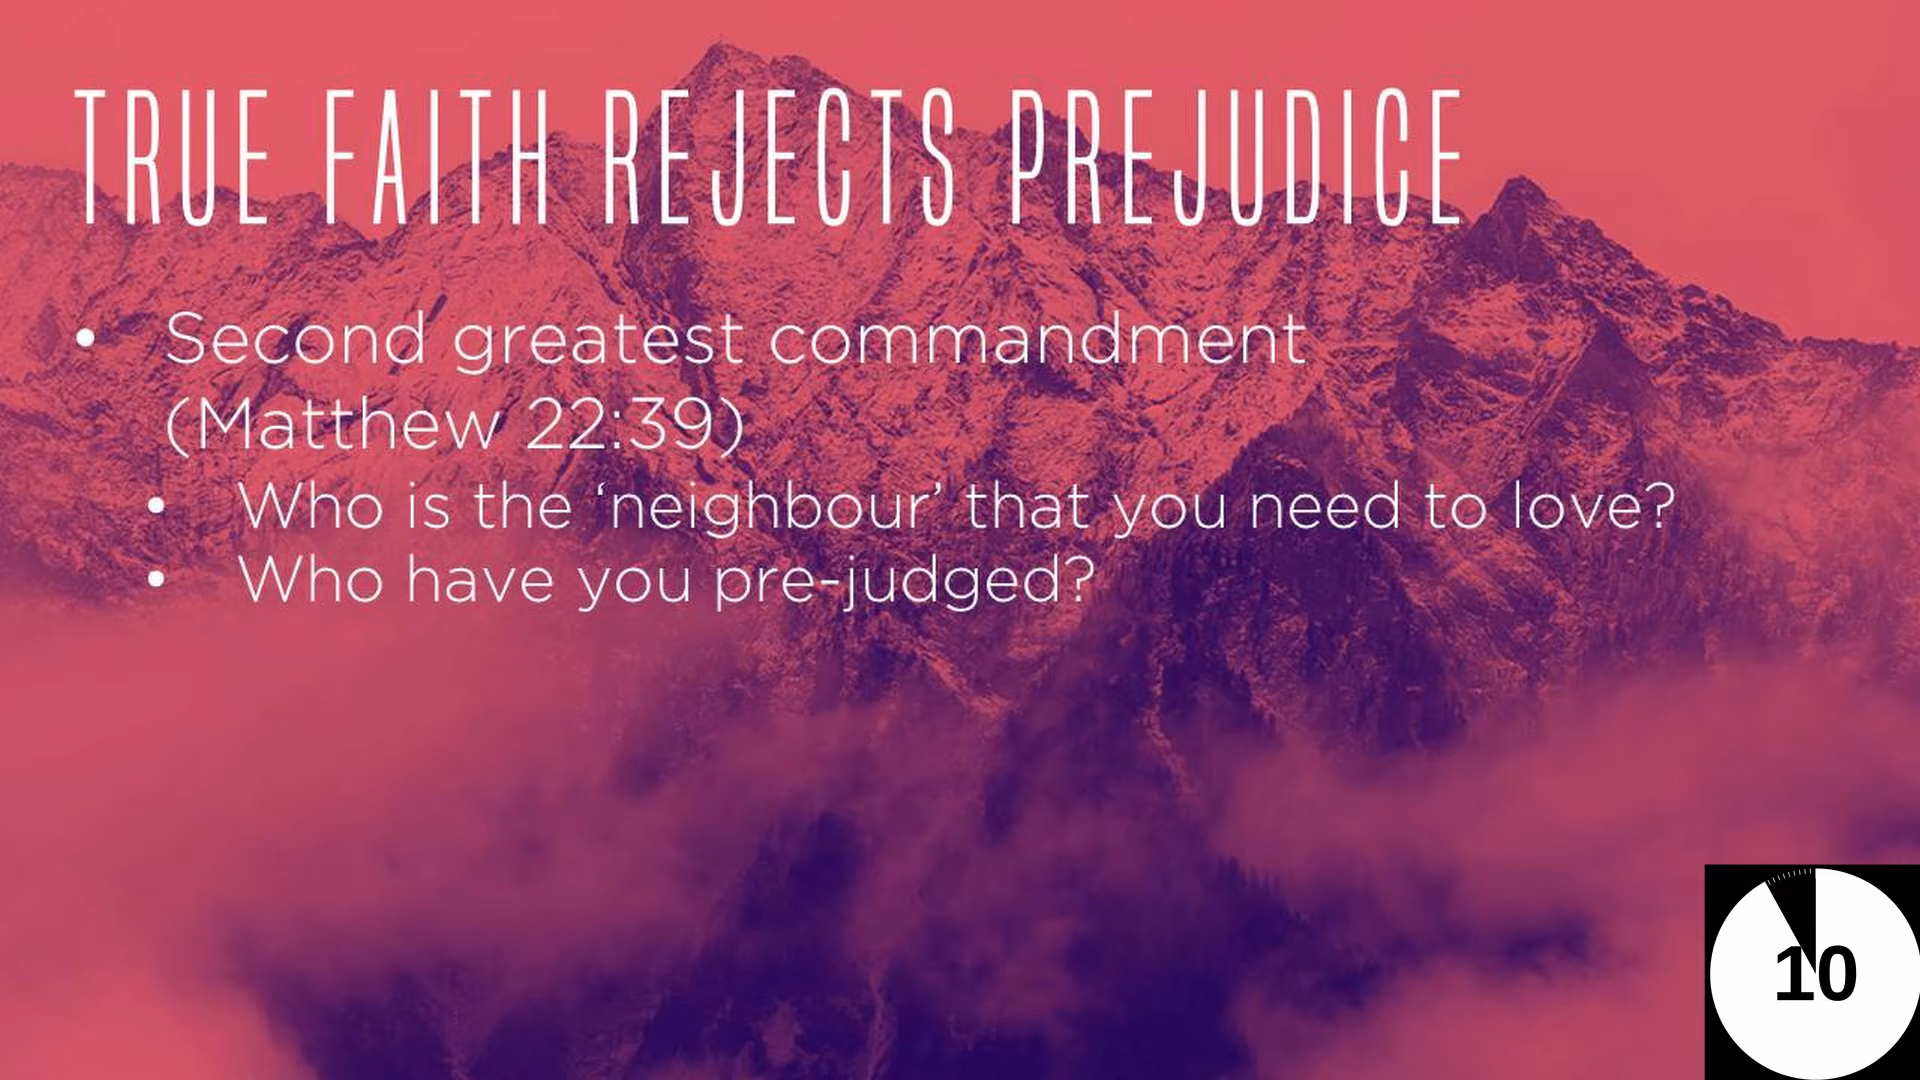 TRUE FAITH REJECTS PREJUDICE
• Second greatest commandment
(Matthew 22:39)
• Who is the ‘neighbour’ that you need to love?
• Who have you pre-judged?
10